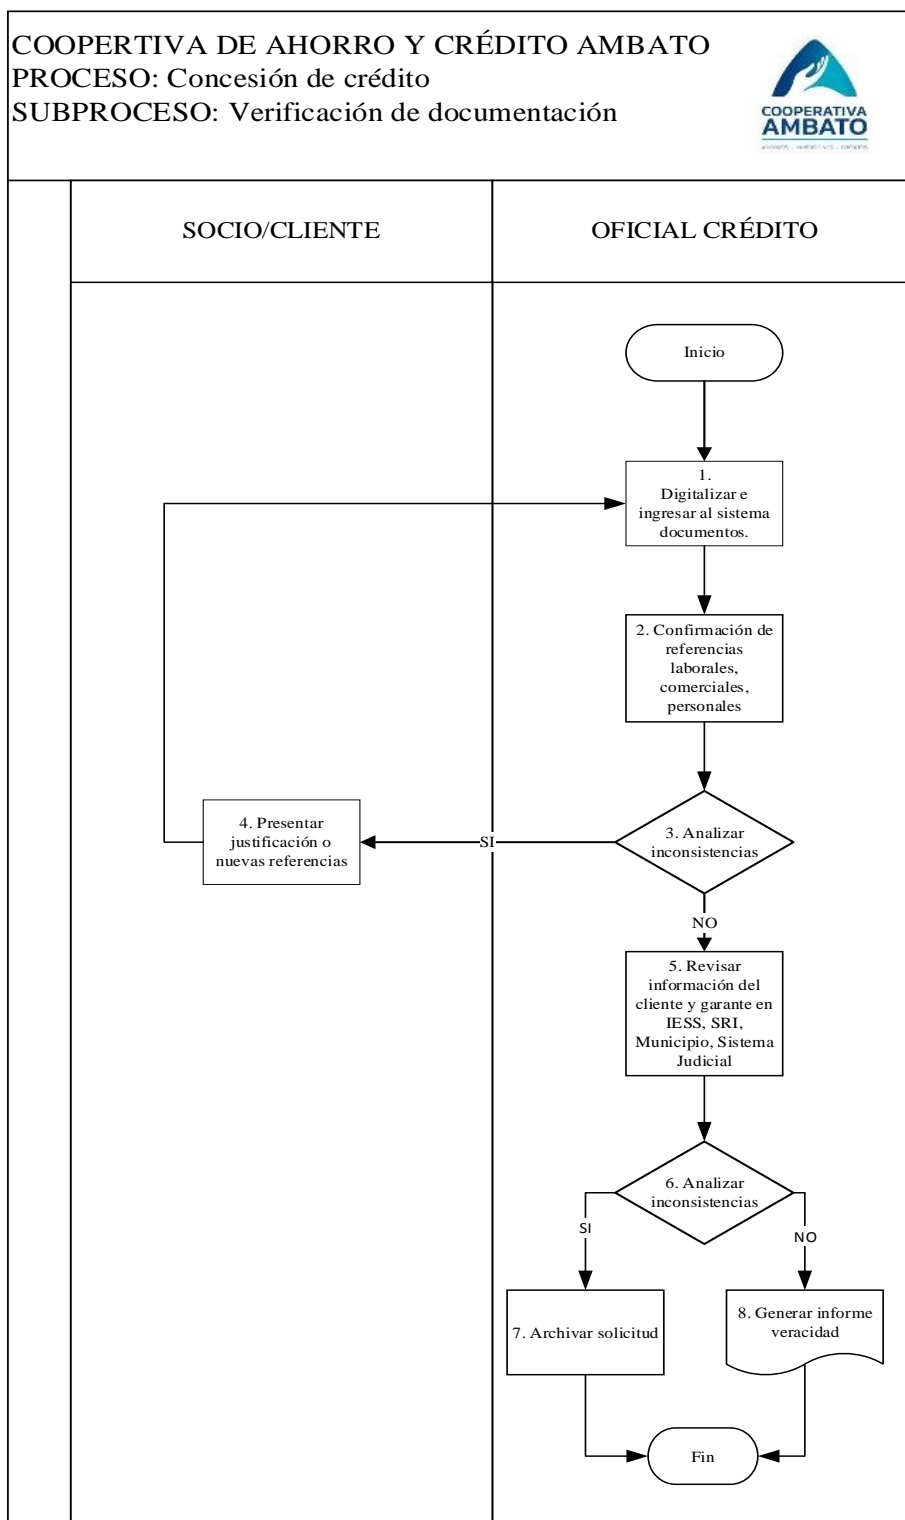 COOPERTIVA DE AHORRO Y CRÉDITO AMBATO
PROCESO: Concesión de crédito
SUBPROCESO: Verificación de documentación
COOPERATIVA
AMBATO
SOCIO/CLIENTE
OFICIAL CRÉDITO
Inicio
1.
Digitalizar e
ingresar al sistema
documentos.
2. Confirmación de
referencias
laborales,
comerciales,
personales
3. Analizar
inconsistencias
SI
4. Presentar
justificación o
nuevas referencias
NO
5. Revisar
información del
cliente y garante en
IESS, SRI,
Municipio, Sistema
Judicial
6. Analizar
inconsistencias
SI
NO
7. Archivar solicitud
8. Generar informe
veracidad
Fin